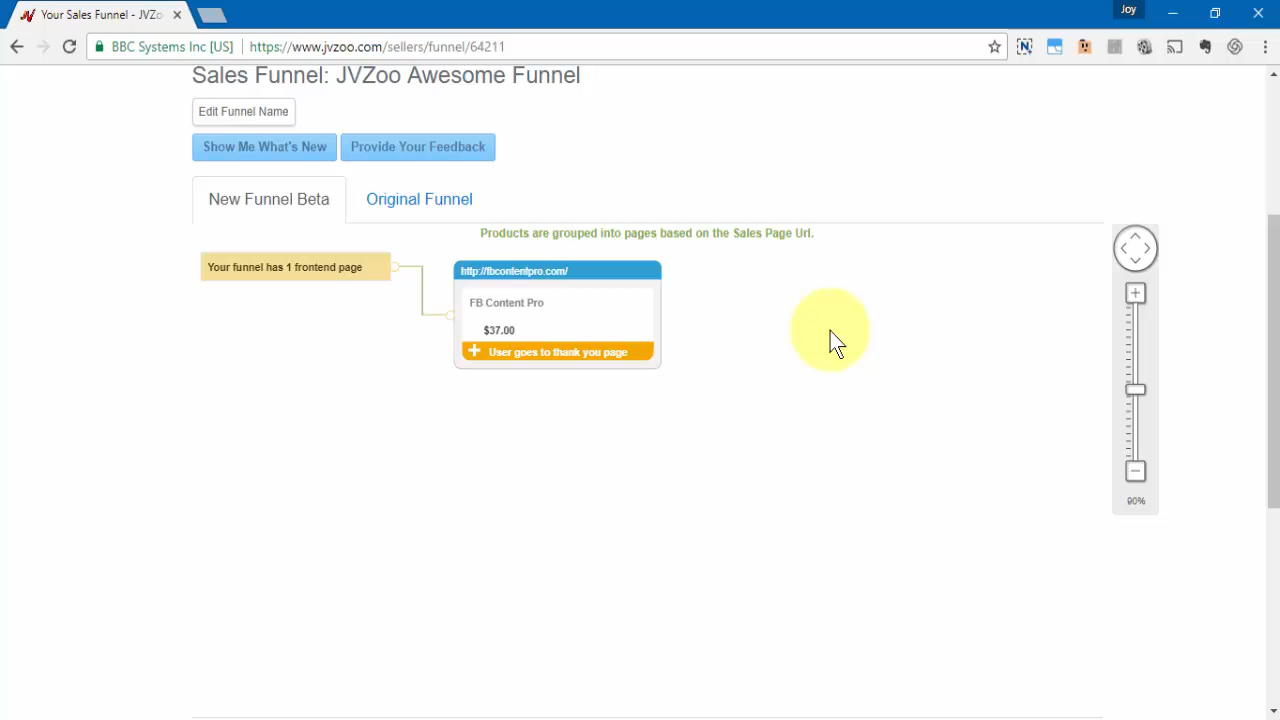 Your Sales Funnel - JVZo
Joy
BBC Systems Inc [US]
https://www.jvzoo.com/sellers/funnel/64211
Sales Funnel: JVZoo Awesome Funnel
Edit Funnel Name
Show Me What's New
Provide Your Feedback
New Funnel Beta
Original Funnel
Products are grouped into pages based on the Sales Page Url.
Your funnel has 1 frontend page
http://fbcontentpro.com/
FB Content Pro
$37.00
User goes to thank you page
90%